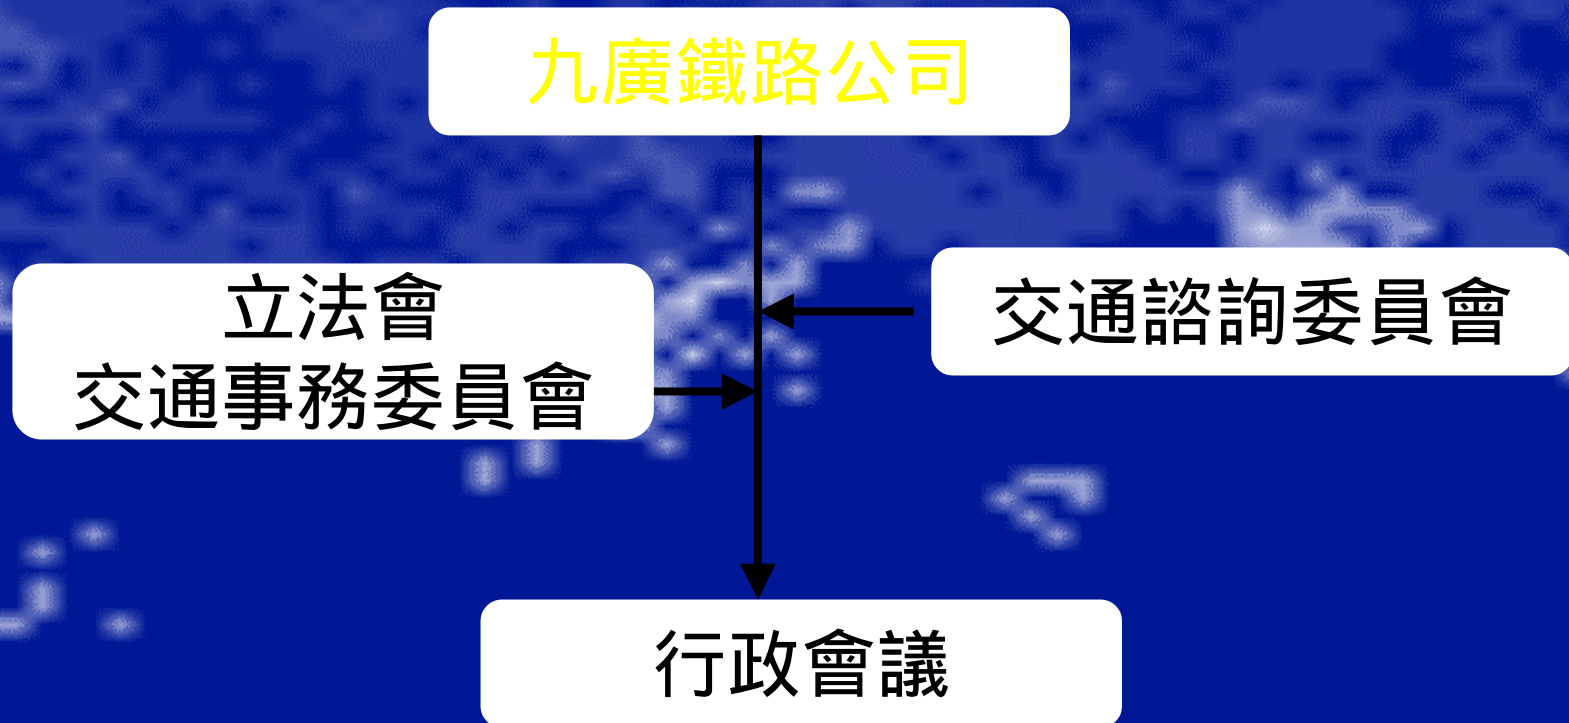 九廣鐵路公司
立法會
交通事務委員會
交通諮詢委員會
行政會議